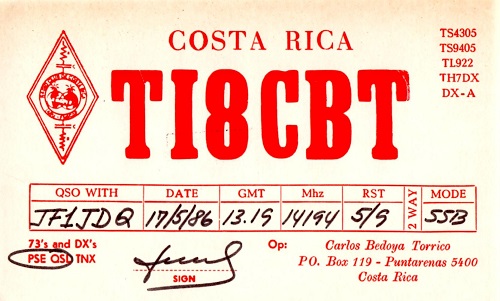 COSTA RICA
TS4305
TS9405
TL922
TH7DX
DX-A
TI8CBT
QSO WITH DATE GMT Mhz RST 2 WAY MODE
JF1JDQ 17/5/86 13.19 14194 5/9 SSB
73's and DX's
PSE QSL TNX
SIGN
Op: Carlos Bedoya Torrico
P. O. Box 119 - Puntarenas 5400
Costa Rica